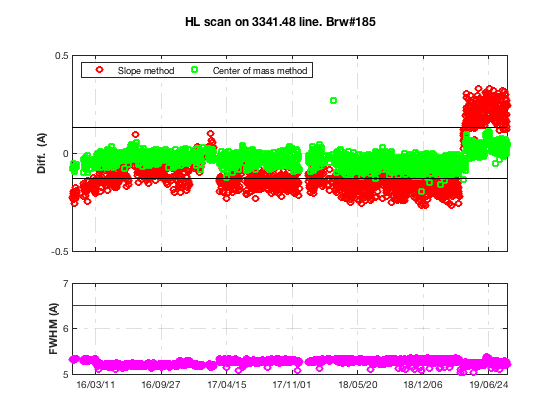 HL scan on 3341.48 line. Brw#185
0.5
Slope method
Center of mass method
Diff. (A)
0
-0.5
7
FWHM (A)
6
5
16/03/11 16/09/27 17/04/15 17/11/01 18/05/20 18/12/06 19/06/24